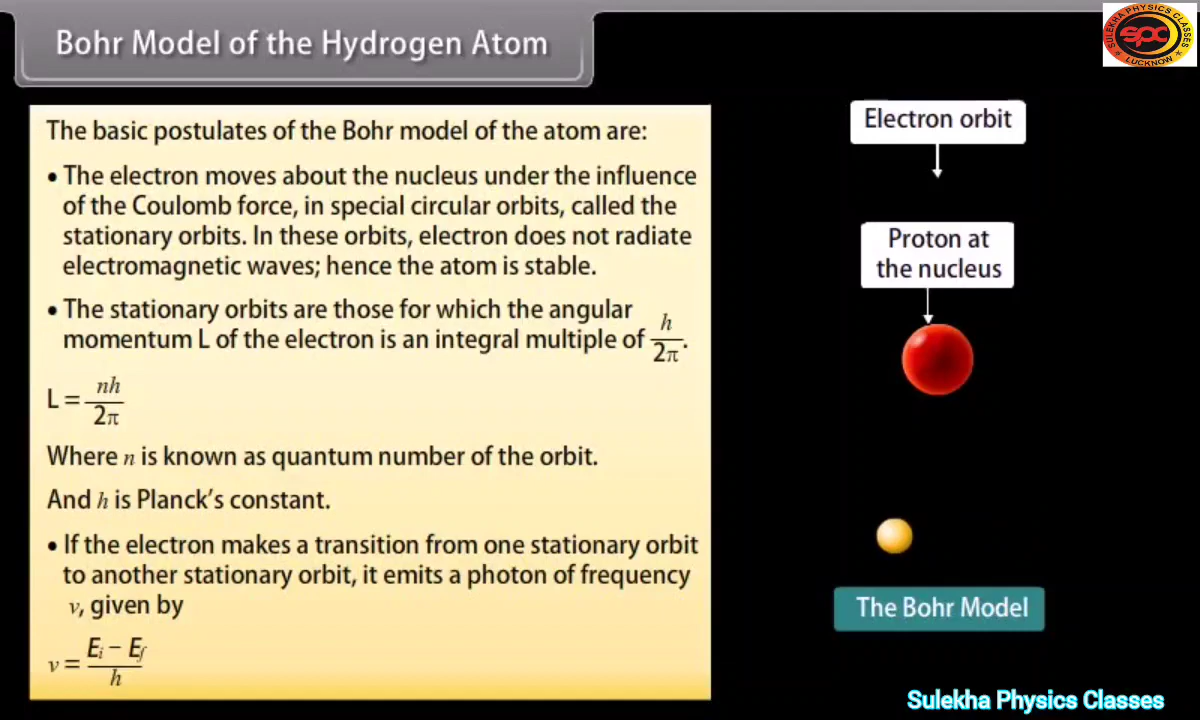 Bohr Model of the Hydrogen Atom
SULEKHA PHYSICS CLASSES
SPC
LUCKNOW
The basic postulates of the Bohr model of the atom are:
• The electron moves about the nucleus under the influence
of the Coulomb force, in special circular orbits, called the
stationary orbits. In these orbits, electron does not radiate
electromagnetic waves; hence the atom is stable.
• The stationary orbits are those for which the angular
momentum L of the electron is an integral multiple of h/2π.
L = nh/2π
Where n is known as quantum number of the orbit.
And h is Planck's constant.
• If the electron makes a transition from one stationary orbit
to another stationary orbit, it emits a photon of frequency
ν, given by
ν = Ei − Ef/h
Electron orbit
Proton at
the nucleus
The Bohr Model
Sulekha Physics Classes